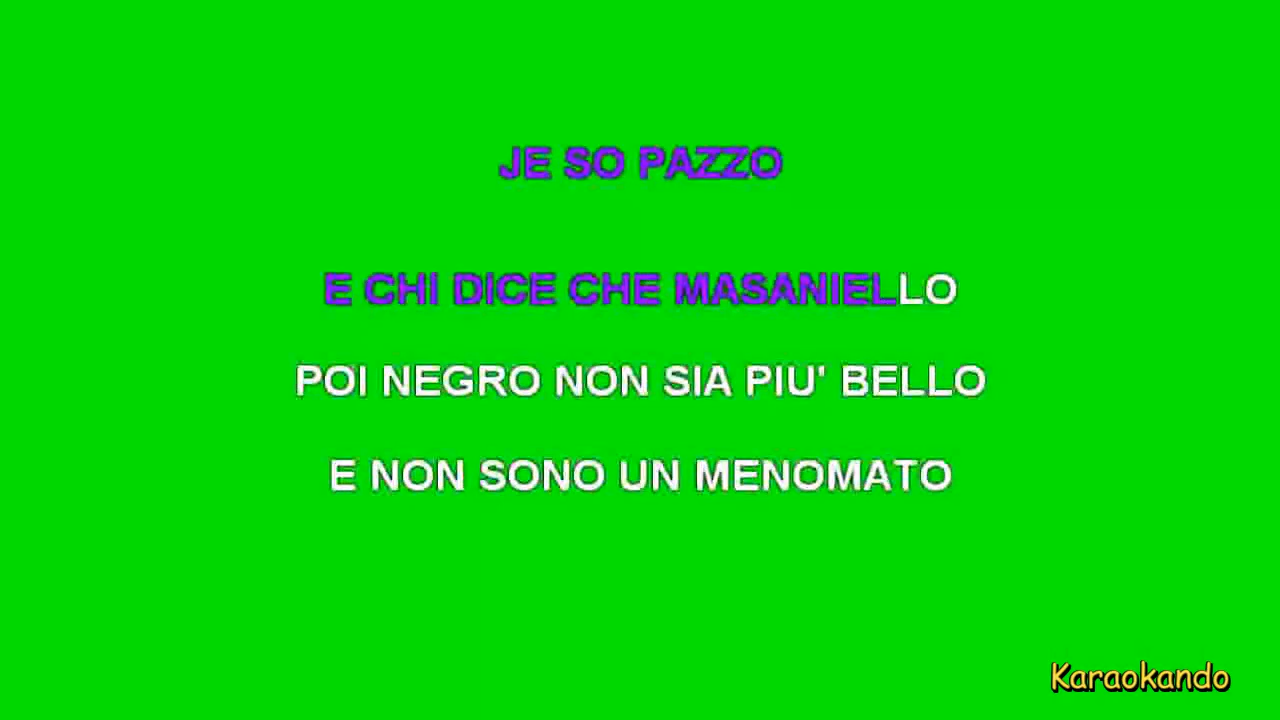 JE SO PAZZO
E CHI DICE CHE MASANIELLO
POI NEGRO NON SIA PIU' BELLO
E NON SONO UN MENOMATO
Karaokando